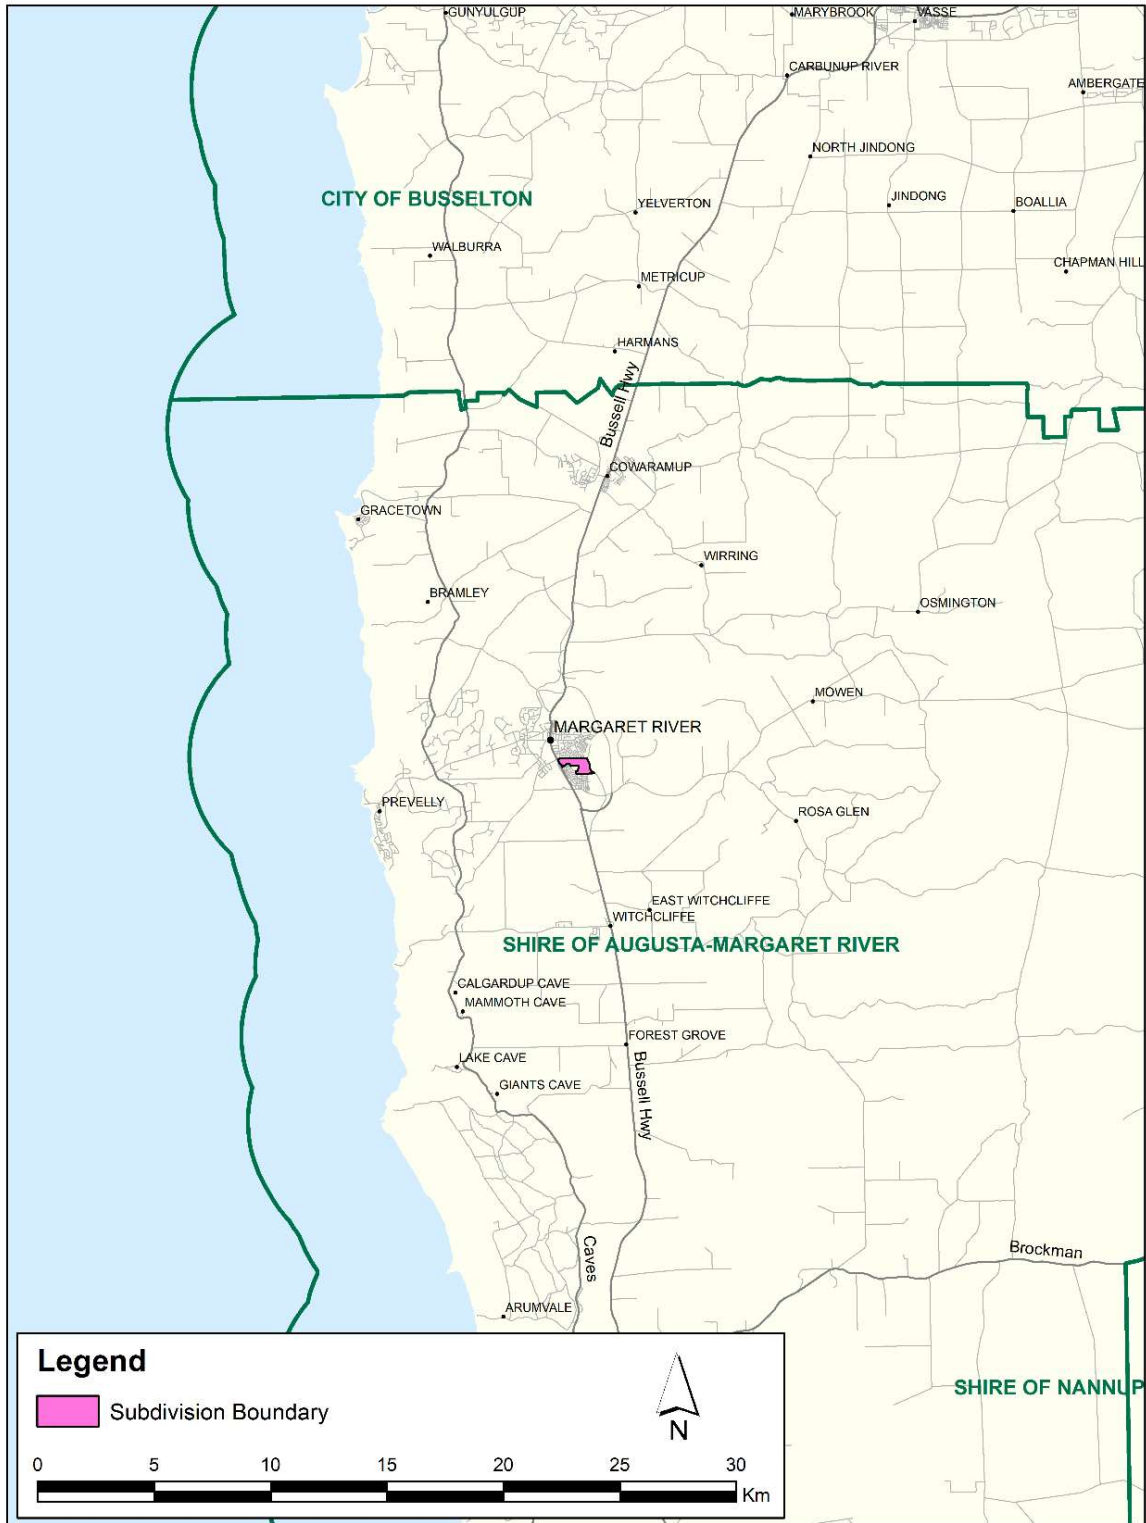 GUNYULGUP
MARYBROOK
VASSE
CARBUNUP RIVER
AMBERGATE
NORTH JINDONG
CITY OF BUSSELTON
YELVERTON
JINDONG
BOALLIA
WALBURRA
CHAPMAN HILL
METRICUP
HARMANS
Bussell Hwy
COWARAMUP
GRACETOWN
WIRRING
BRAMLEY
OSMINGTON
MOWEN
MARGARET RIVER
PREVELLY
ROSA GLEN
EAST WITCHCLIFFE
WITCHCLIFFE
SHIRE OF AUGUSTA-MARGARET RIVER
CALGARDUP CAVE
MAMMOTH CAVE
FOREST GROVE
LAKE CAVE
GIANTS CAVE
Bussell Hwy
Caves
Brockman
ARUMVALE
SHIRE OF NANNUP
Legend
Subdivision Boundary
N
0 5 10 15 20 25 30
Km